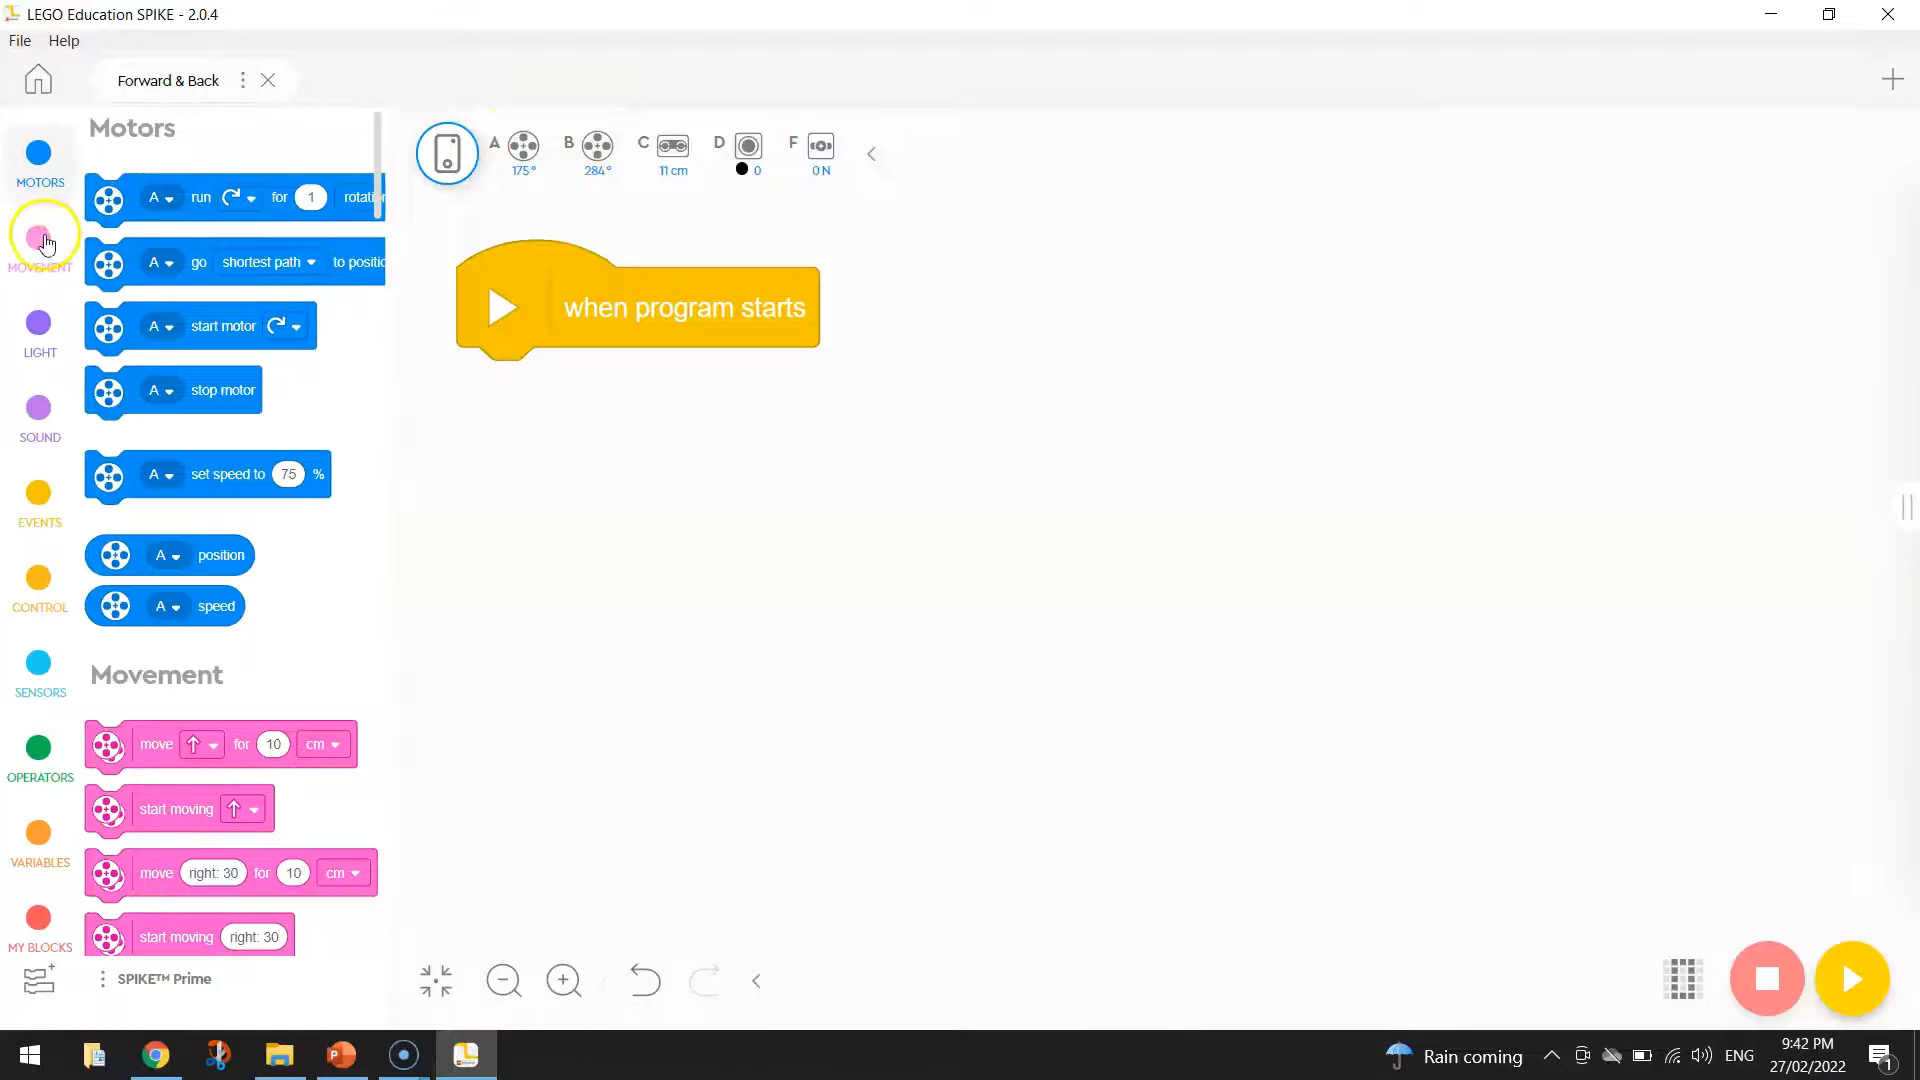 LEGO Education SPIKE - 2.0.4
File Help
Forward & Back
Motors
A B C D F
175° 284° 11 cm 0 0 N
MOTORS
A run for 1
MOVEMENT
A go shortest path to
A start motor
LIGHT
A stop motor
SOUND
A set speed to 75 %
EVENTS
A position
CONTROL
A speed
Movement
SENSORS
move for 10 cm
OPERATORS
start moving
VARIABLES
move right: 30 for 10 cm
start moving right: 30
MY BLOCKS
SPIKE™ Prime
when program starts
Rain coming
ENG
9:42 PM
27/02/2022
1